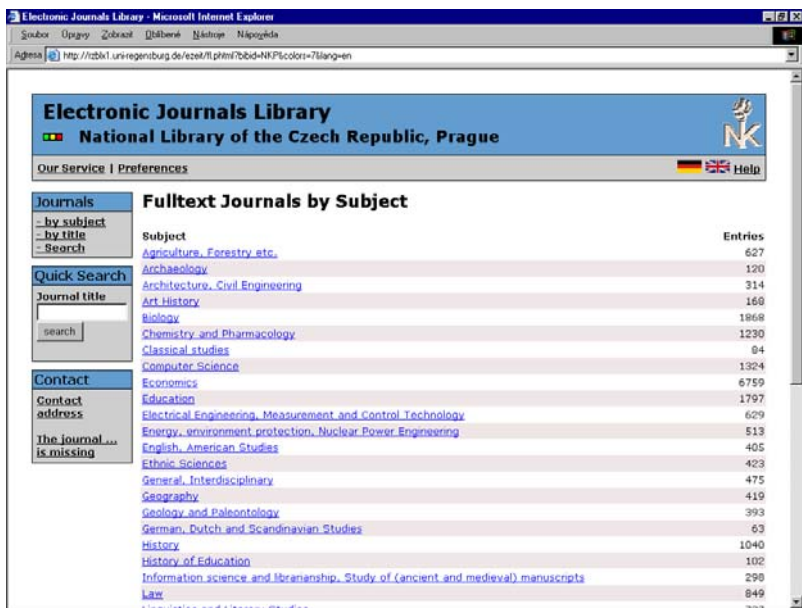 Electronic Journals Library - Microsoft Internet Explorer
Soubor Úpravy Zobrazit Oblíbené Nástroje Nápověda
Adresa http://rzblx1.uni-regensburg.de/ezeit/fl.phtml?bibid=NKP&colors=7&lang=en
Electronic Journals Library
National Library of the Czech Republic, Prague
NK
Our Service | Preferences
Help
Journals
- by subject
- by title
- Search
Quick Search
Journal title
search
Contact
Contact
address
The journal ...
is missing
Fulltext Journals by Subject
Subject Entries
Agriculture, Forestry etc. 627
Archaeology 120
Architecture, Civil Engineering 314
Art History 168
Biology 1868
Chemistry and Pharmacology 1230
Classical studies 84
Computer Science 1324
Economics 6759
Education 1797
Electrical Engineering, Measurement and Control Technology 629
Energy, environment protection, Nuclear Power Engineering 513
English, American Studies 405
Ethnic Sciences 423
General, Interdisciplinary 475
Geography 419
Geology and Paleontology 393
German, Dutch and Scandinavian Studies 63
History 1040
History of Education 102
Information science and librarianship, Study of (ancient and medieval) manuscripts 298
Law 849
Linguistics and Literary Studies